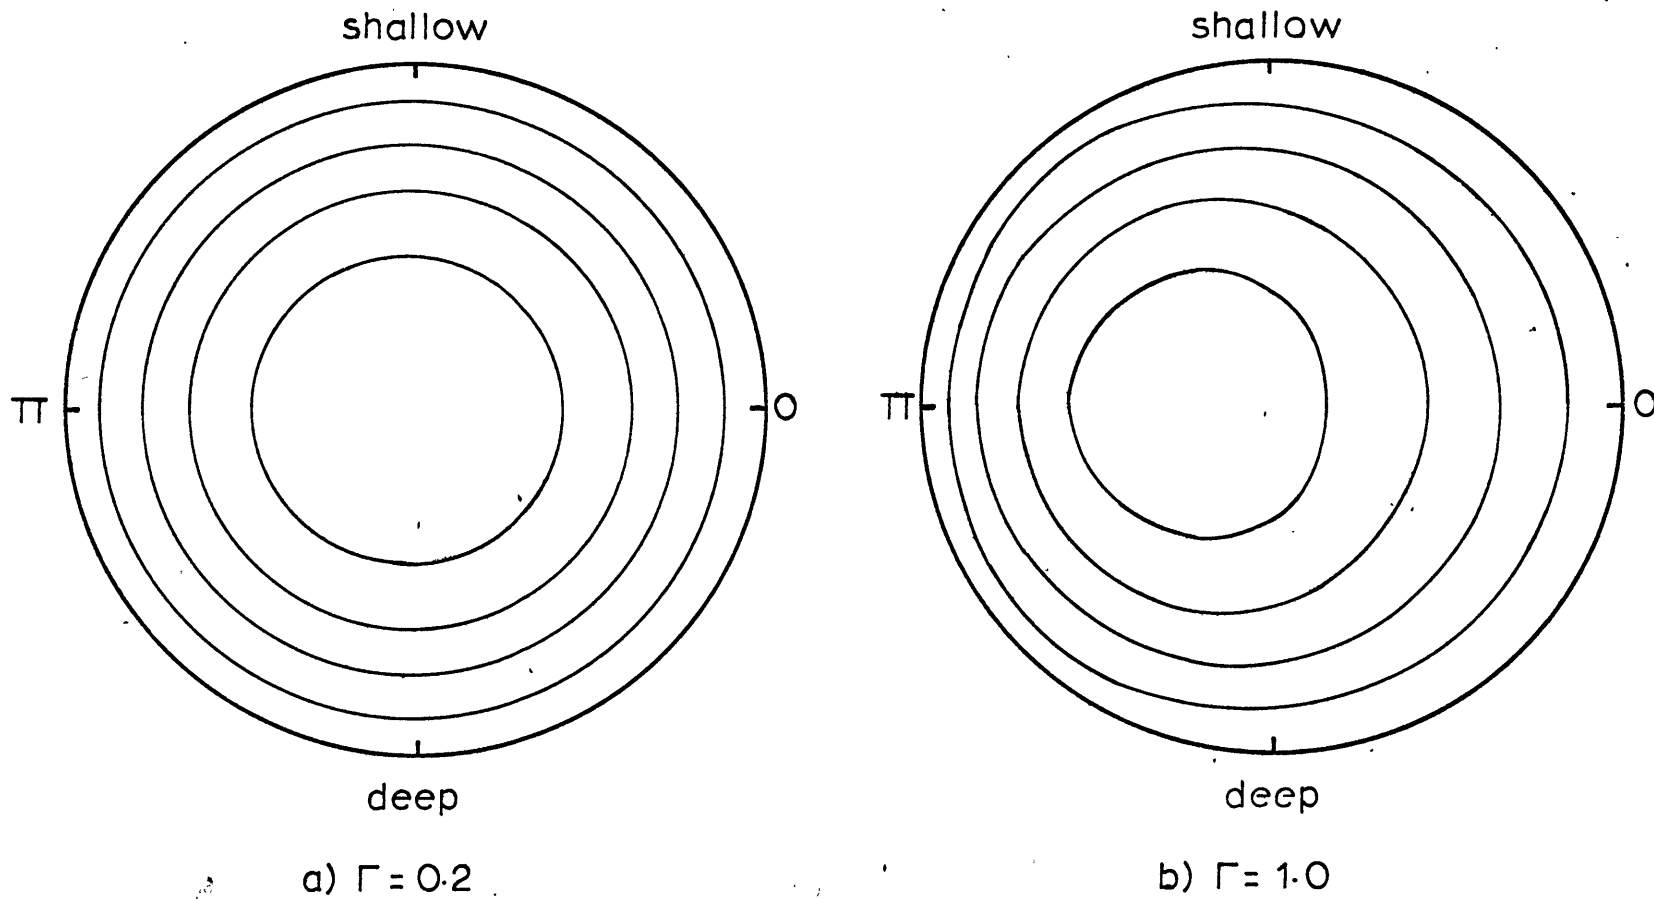 shallow
π
0
deep
a) Γ = 0·2
shallow
π
0
deep
b) Γ = 1·0